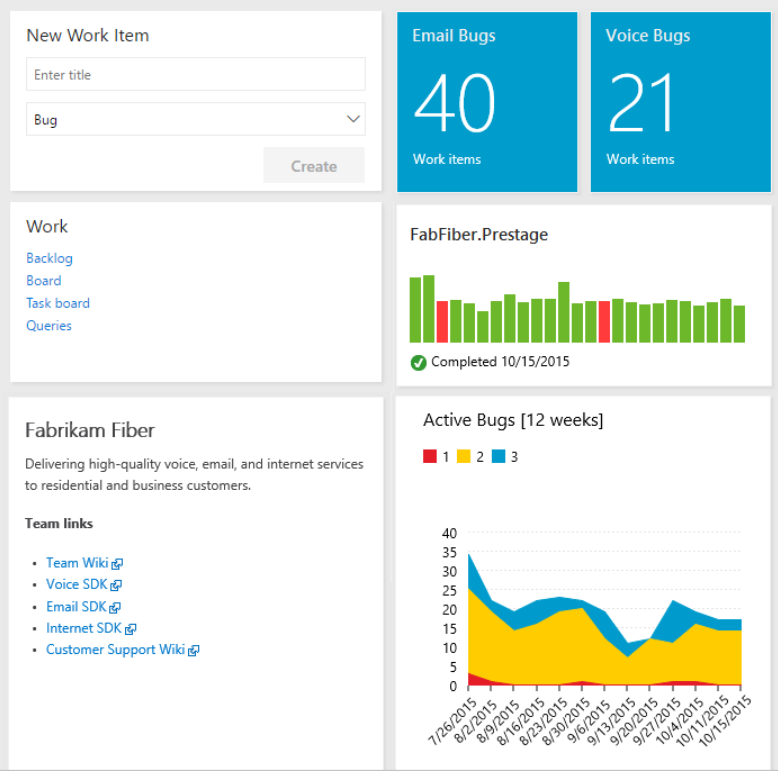 New Work Item
Enter title
Bug
Create
Email Bugs
40
Work items
Voice Bugs
21
Work items
Work
Backlog
Board
Task board
Queries
FabFiber.Prestage
Completed 10/15/2015
Fabrikam Fiber
Delivering high-quality voice, email, and internet services
to residential and business customers.
Team links
• Team Wiki
• Voice SDK
• Email SDK
• Internet SDK
• Customer Support Wiki
Active Bugs [12 weeks]
1 2 3
40
35
30
25
20
15
10
5
0
7/26/2015
8/2/2015
8/9/2015
8/16/2015
8/23/2015
8/30/2015
9/6/2015
9/13/2015
9/20/2015
9/27/2015
10/4/2015
10/11/2015
10/15/2015